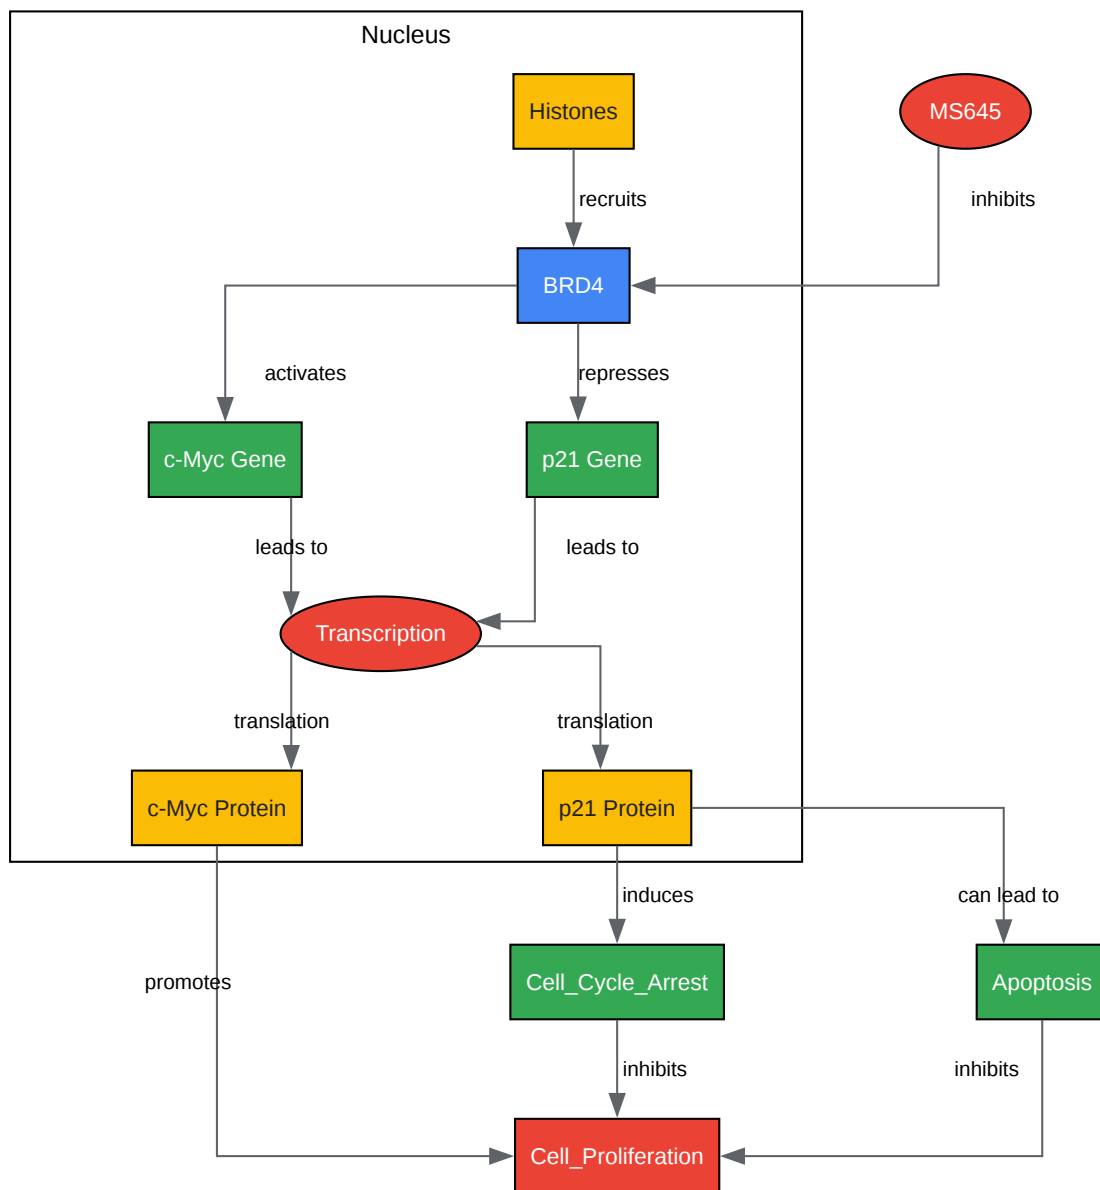 Nucleus
Histones
MS645
recruits
inhibits
BRD4
activates
represses
c-Myc Gene
p21 Gene
leads to
leads to
Transcription
translation
translation
c-Myc Protein
p21 Protein
induces
can lead to
promotes
Cell_Cycle_Arrest
Apoptosis
inhibits
inhibits
Cell_Proliferation